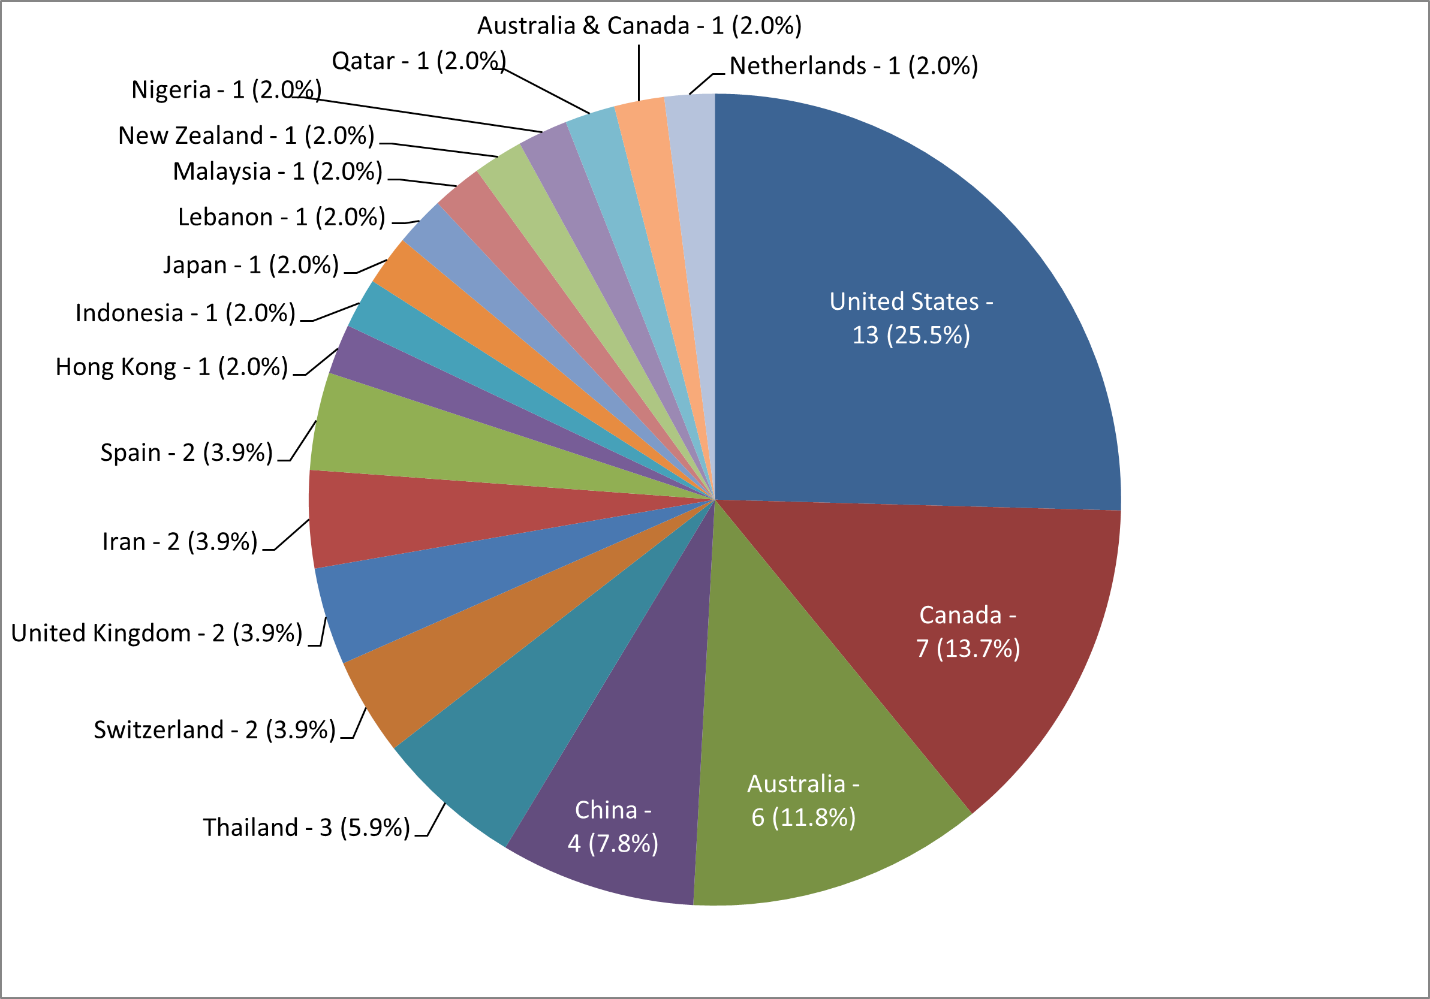 Australia & Canada - 1 (2.0%)
Qatar - 1 (2.0%)
Netherlands - 1 (2.0%)
Nigeria - 1 (2.0%)
New Zealand - 1 (2.0%)
Malaysia - 1 (2.0%)
Lebanon - 1 (2.0%)
Japan - 1 (2.0%)
Indonesia - 1 (2.0%)
Hong Kong - 1 (2.0%)
Spain - 2 (3.9%)
Iran - 2 (3.9%)
United Kingdom - 2 (3.9%)
Switzerland - 2 (3.9%)
Thailand - 3 (5.9%)
China -
4 (7.8%)
Australia -
6 (11.8%)
Canada -
7 (13.7%)
United States -
13 (25.5%)